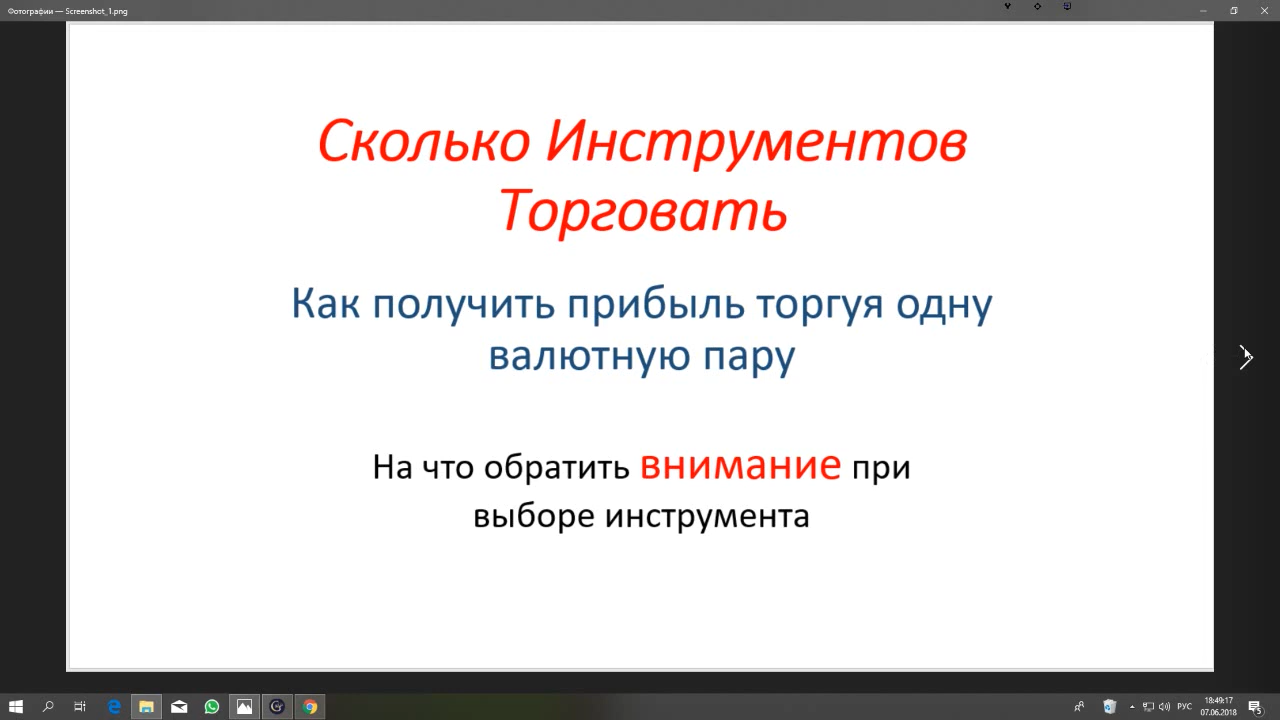 Фотографии — Screenshot_1.png
Сколько Инструментов
Торговать
Как получить прибыль торгуя одну
валютную пару
На что обратить внимание при
выборе инструмента
РУС
18:49:17
07.06.2018
5